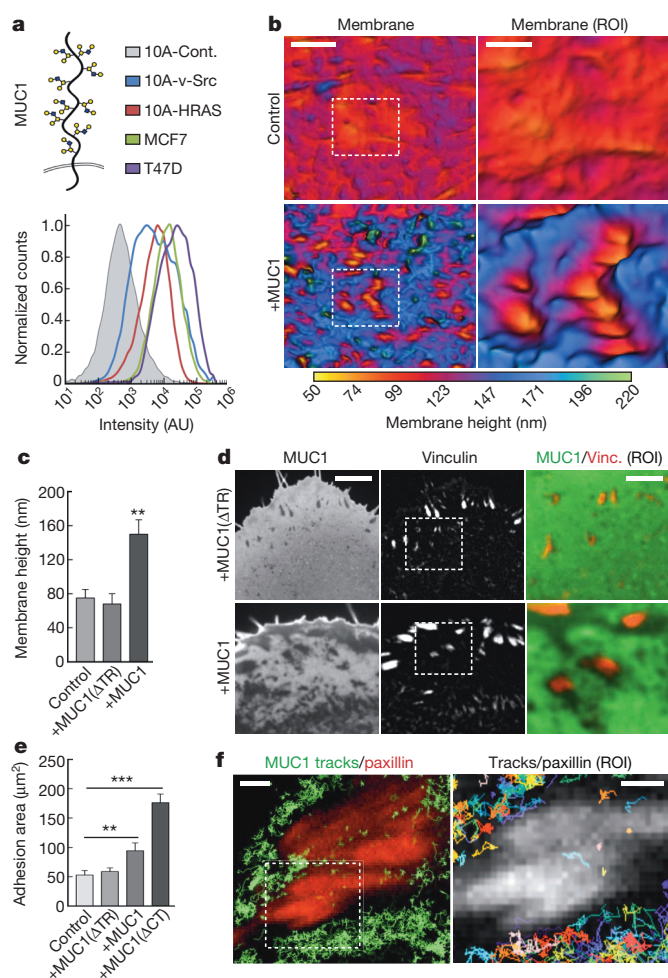 a
MUC1
10A-Cont.
10A-v-Src
10A-HRAS
MCF7
T47D
Normalized counts
1.0
0.8
0.6
0.4
0.2
0
10¹ 10² 10³ 10⁴ 10⁵ 10⁶
Intensity (AU)
b
Membrane Membrane (ROI)
Control
+MUC1
50 74 99 123 147 171 196 220
Membrane height (nm)
c
Membrane height (nm)
200
160
120
80
40
0
**
Control
+MUC1(ΔTR)
+MUC1
d
MUC1 Vinculin MUC1/Vinc. (ROI)
+MUC1(ΔTR)
+MUC1
e
Adhesion area (μm²)
250
200
150
100
50
0
***
**
Control
+MUC1(ΔTR)
+MUC1
+MUC1(ΔCT)
f
MUC1 tracks/paxillin Tracks/paxillin (ROI)